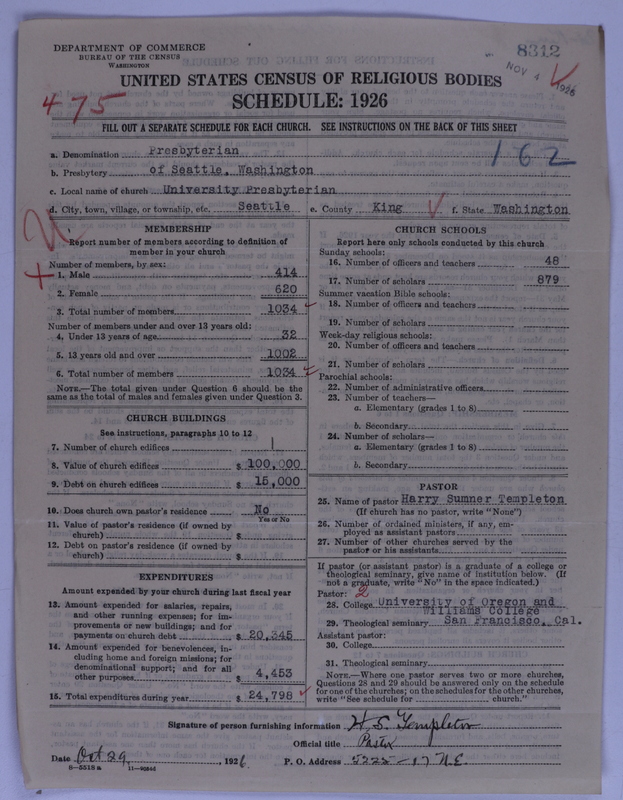 DEPARTMENT OF COMMERCE
BUREAU OF THE CENSUS
WASHINGTON
8312
NOV 4 1926
UNITED STATES CENSUS OF RELIGIOUS BODIES
475
SCHEDULE: 1926
FILL OUT A SEPARATE SCHEDULE FOR EACH CHURCH. SEE INSTRUCTIONS ON THE BACK OF THIS SHEET
a. Denomination Presbyterian
162
b. Presbytery of Seattle, Washington
c. Local name of church University Presbyterian
d. City, town, village, or township, etc. Seattle e. County King f. State Washington
MEMBERSHIP
Report number of members according to definition of
member in your church
Number of members, by sex:
1. Male 414
2. Female 620
3. Total number of members 1034
Number of members under and over 13 years old:
4. Under 13 years of age 32
5. 13 years old and over 1002
6. Total number of members 1034
NOTE.—The total given under Question 6 should be the
same as the total of males and females given under Question 3.
CHURCH BUILDINGS
See instructions, paragraphs 10 to 12
7. Number of church edifices 1
8. Value of church edifices $ 100,000
9. Debt on church edifices $ 15,000
10. Does church own pastor's residence No
Yes or No
11. Value of pastor's residence (if owned by
church) $
12. Debt on pastor's residence (if owned by
church) $
EXPENDITURES
Amount expended by your church during last fiscal year
13. Amount expended for salaries, repairs,
and other running expenses; for im-
provements or new buildings; and for
payments on church debt $ 20,345
14. Amount expended for benevolences, in-
cluding home and foreign missions; for
denominational support; and for all
other purposes $ 4,453
15. Total expenditures during year $ 24,798
CHURCH SCHOOLS
Report here only schools conducted by this church
Sunday schools:
16. Number of officers and teachers 48
17. Number of scholars 879
Summer vacation Bible schools:
18. Number of officers and teachers
19. Number of scholars
Week-day religious schools:
20. Number of officers and teachers
21. Number of scholars
Parochial schools:
22. Number of administrative officers
23. Number of teachers—
a. Elementary (grades 1 to 8)
b. Secondary
24. Number of scholars—
a. Elementary (grades 1 to 8)
b. Secondary
PASTOR
25. Name of pastor Harry Sumner Templeton
(If church has no pastor, write "None")
26. Number of ordained ministers, if any, em-
ployed as assistant pastors
27. Number of other churches served by the
pastor or his assistants
If pastor (or assistant pastor) is a graduate of a college or
theological seminary, give name of institution below. (If
not a graduate, write "No" in the space indicated.)
Pastor: 2
28. College University of Oregon and
Williams College
29. Theological seminary San Francisco, Cal.
Assistant pastor:
30. College
31. Theological seminary
NOTE.—Where one pastor serves two or more churches,
Questions 28 and 29 should be answered only on the schedule
for one of the churches; on the schedules for the other churches,
write "See schedule for church."
Signature of person furnishing information H. S. Templeton
Official title Pastor
Date Oct 29, 1926 P. O. Address 5225-17 N.E.